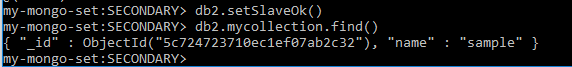 my-mongo-set:SECONDARY> db2.setSlaveOk()
my-mongo-set:SECONDARY> db2.mycollection.find()
{ "_id" : ObjectId("5c724723710ec1ef07ab2c32"), "name" : "sample" }
my-mongo-set:SECONDARY>